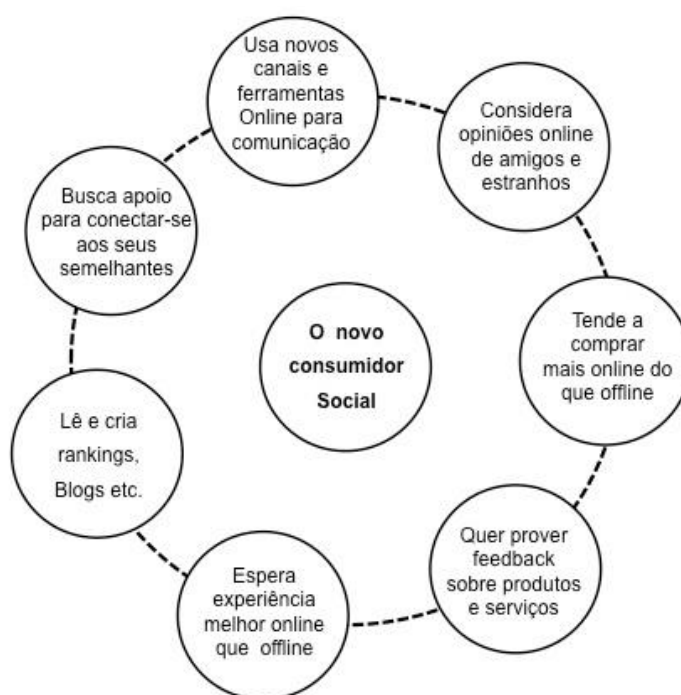 Usa novos
canais e
ferramentas
Online para
comunicação
Considera
opiniões online
de amigos e
estranhos
Tende a
comprar
mais online do
que offline
Quer prover
feedback
sobre produtos
e serviços
Espera
experiência
melhor online
que offline
Lê e cria
rankings,
Blogs etc.
Busca apoio
para conectar-se
aos seus
semelhantes
O novo
consumidor
Social